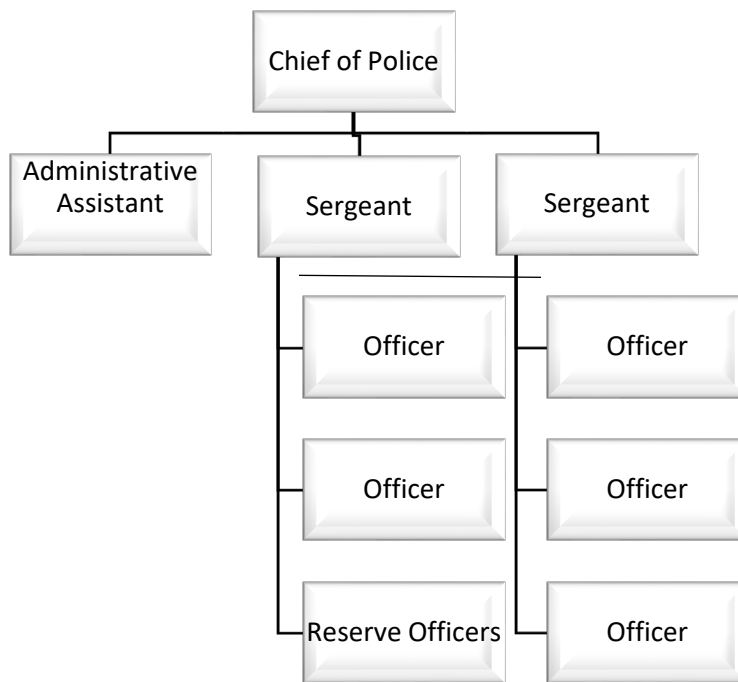 Chief of Police
Administrative
Assistant
Sergeant
Sergeant
Officer
Officer
Officer
Officer
Reserve Officers
Officer